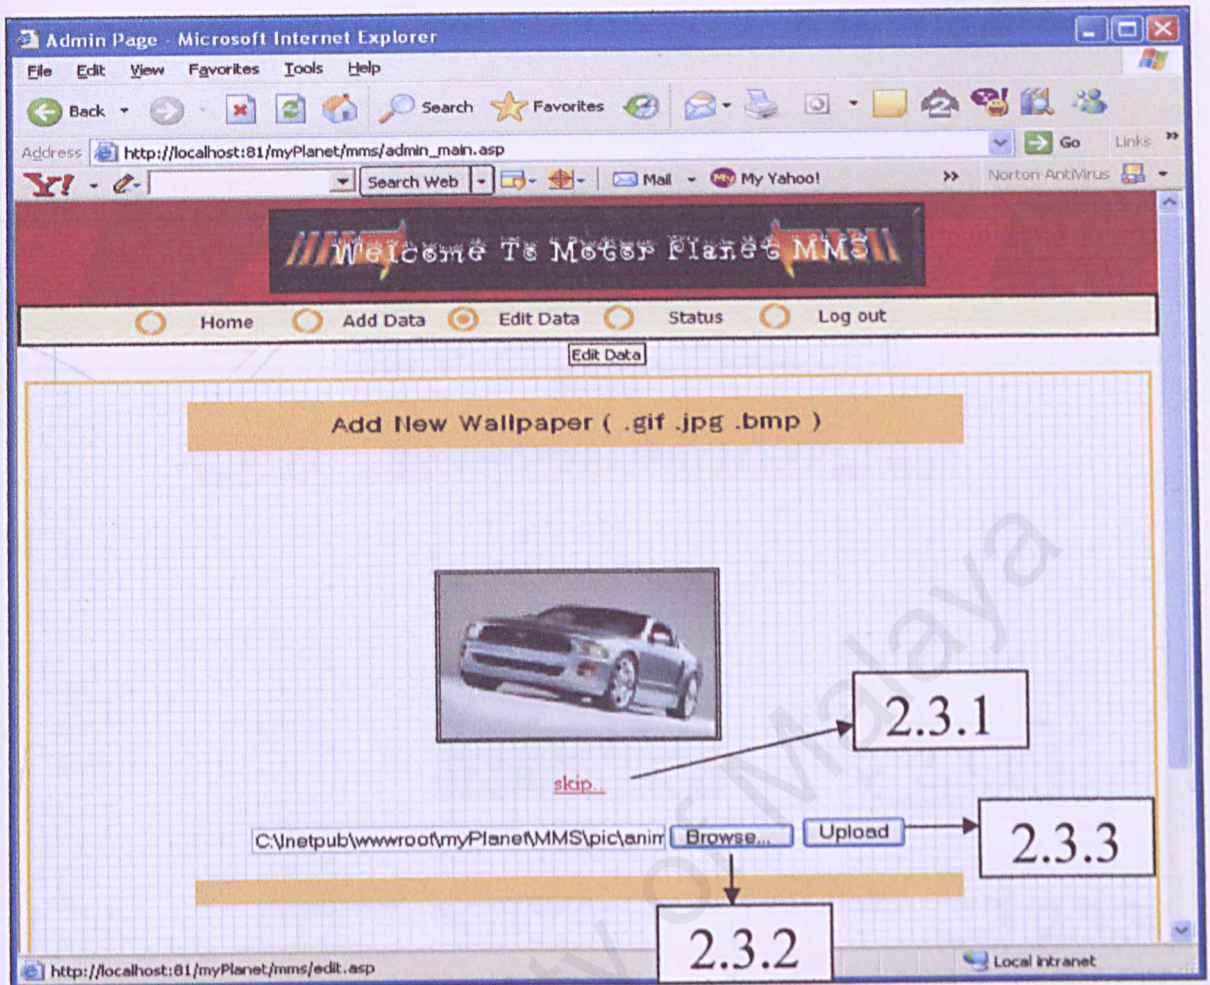 Admin Page - Microsoft Internet Explorer
File Edit View Favorites Tools Help
Back Search Favorites
Address http://localhost:81/myPlanet/mms/admin_main.asp Go Links »
Y! Search Web Mail My Yahoo! » Norton AntiVirus
Welcome To Motor Planet MMS
Home Add Data Edit Data Status Log out
Edit Data
Add New Wallpaper ( .gif .jpg .bmp )
2.3.1
skip..
C:\Inetpub\wwwroot\myPlanet\MMS\pic\anim Browse... Upload
2.3.3
2.3.2
http://localhost:81/myPlanet/mms/edit.asp Local intranet
of Malaya